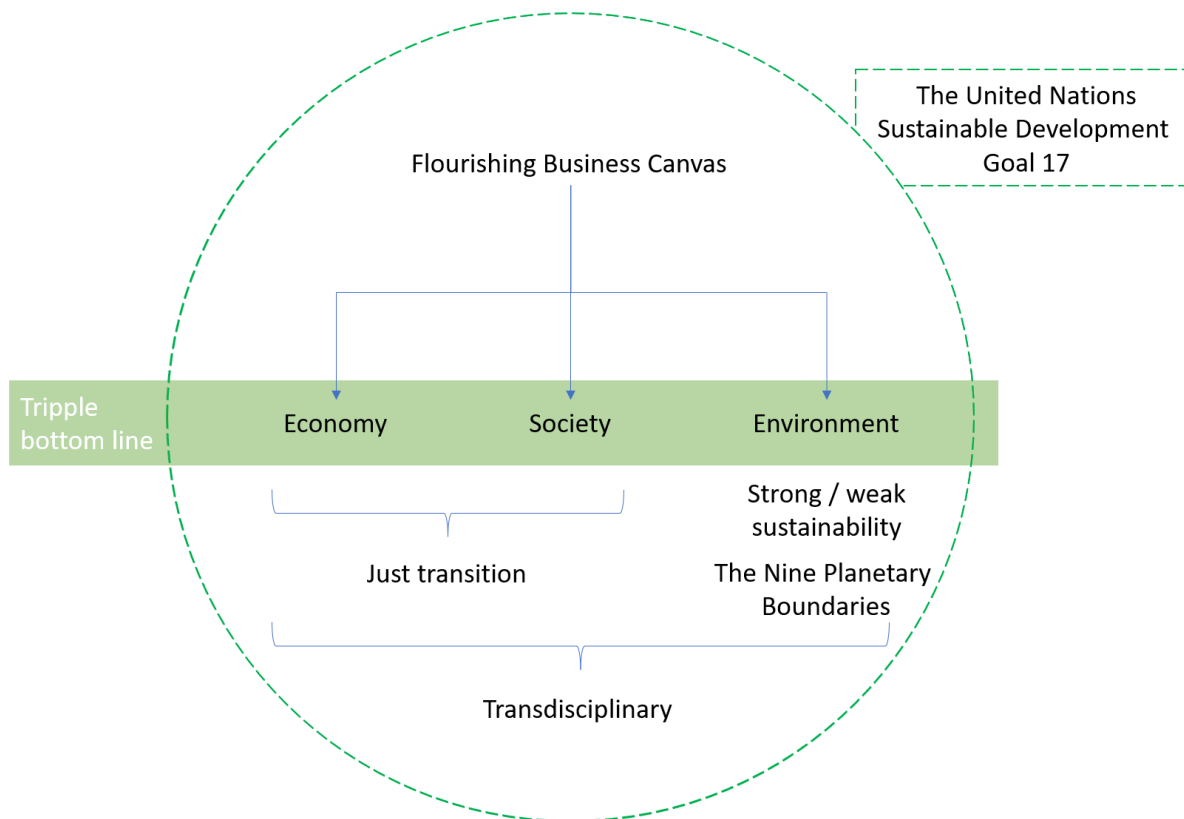 The United Nations
Sustainable Development
Goal 17
Flourishing Business Canvas
Tripple
bottom line
Economy
Society
Environment
Strong / weak
sustainability
Just transition
The Nine Planetary
Boundaries
Transdisciplinary